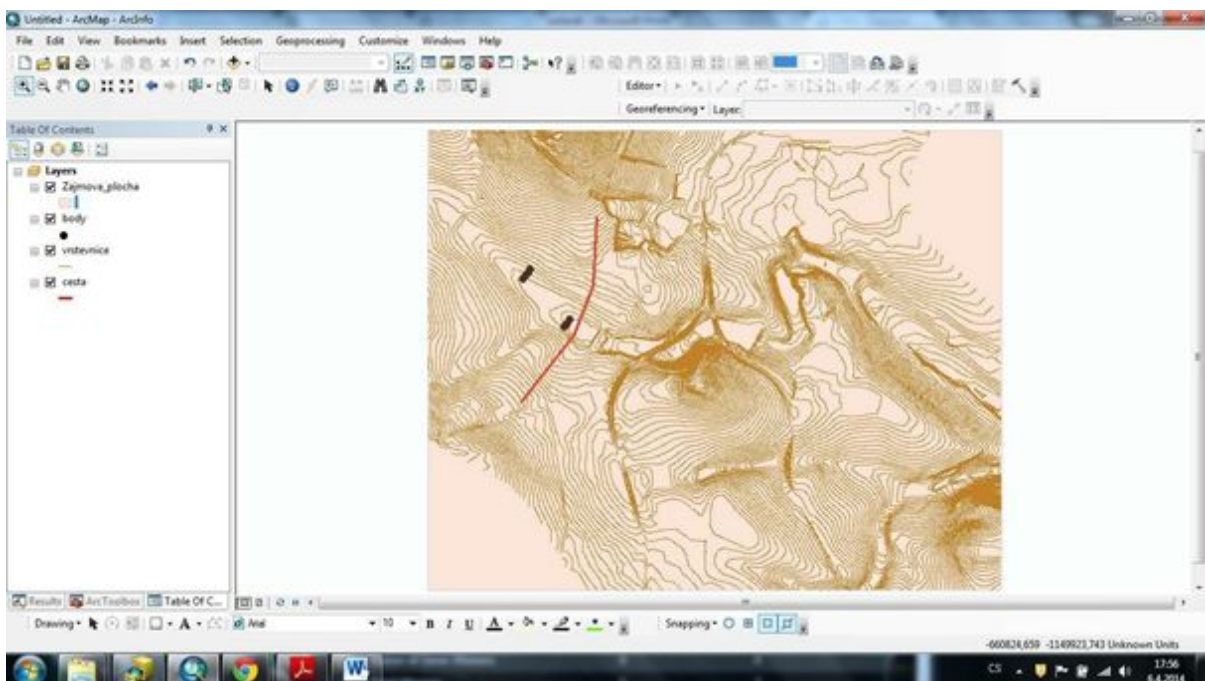 Untitled - ArcMap - ArcInfo
File Edit View Bookmarks Insert Selection Geoprocessing Customize Windows Help
Editor
Georeferencing Layer:
Table Of Contents
Layers
Zajmova_plocha
body
vrstevnice
cesta
Results ArcToolbox Table Of C...
Drawing A Arial 10 B I U A Snapping
-660824,659 -1149923,743 Unknown Units
CS 17:56
6.4.2014